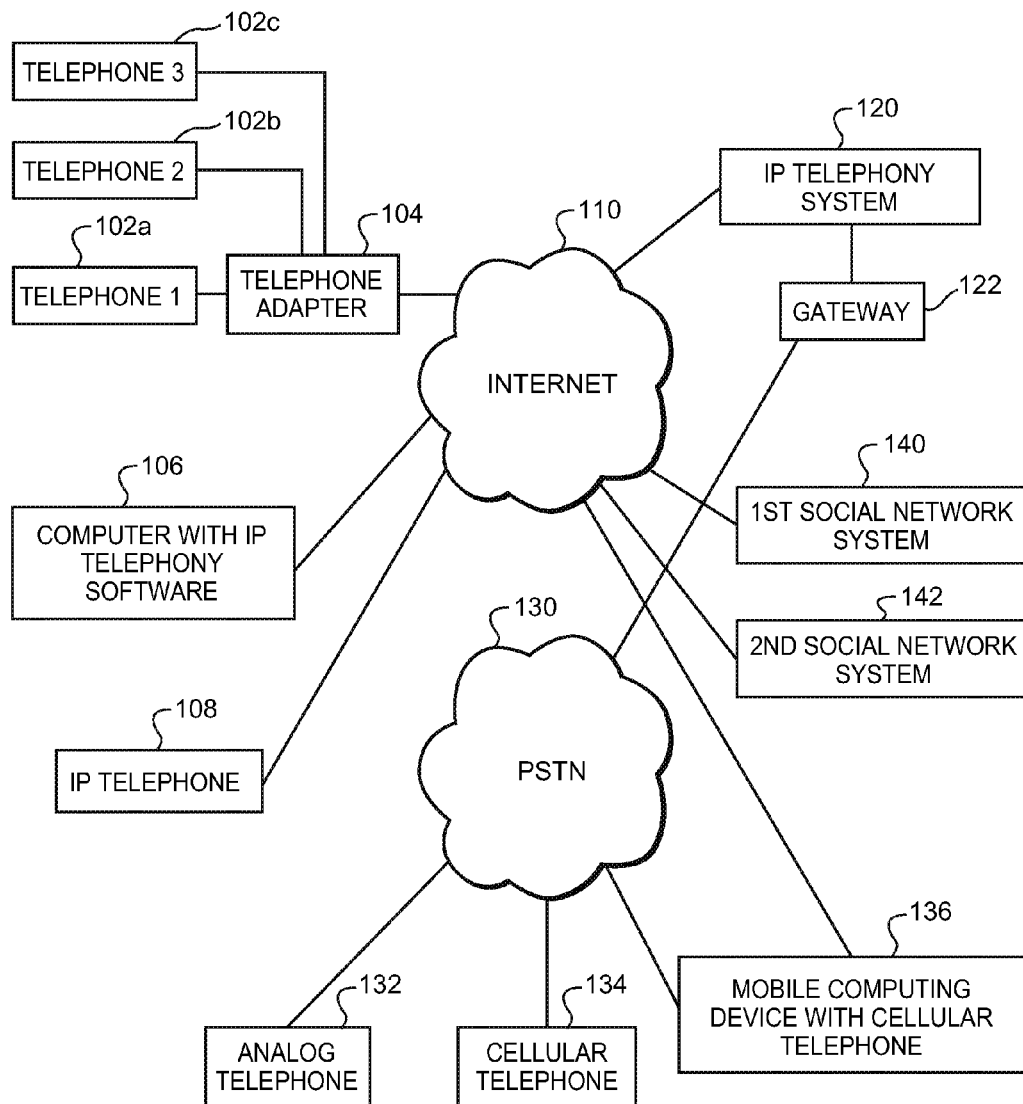 102c
TELEPHONE 3
102b
TELEPHONE 2
102a
TELEPHONE 1
104
TELEPHONE
ADAPTER
110
INTERNET
120
IP TELEPHONY
SYSTEM
122
GATEWAY
106
COMPUTER WITH IP
TELEPHONY
SOFTWARE
140
1ST SOCIAL NETWORK
SYSTEM
142
2ND SOCIAL NETWORK
SYSTEM
130
PSTN
108
IP TELEPHONE
132
ANALOG
TELEPHONE
134
CELLULAR
TELEPHONE
136
MOBILE COMPUTING
DEVICE WITH CELLULAR
TELEPHONE